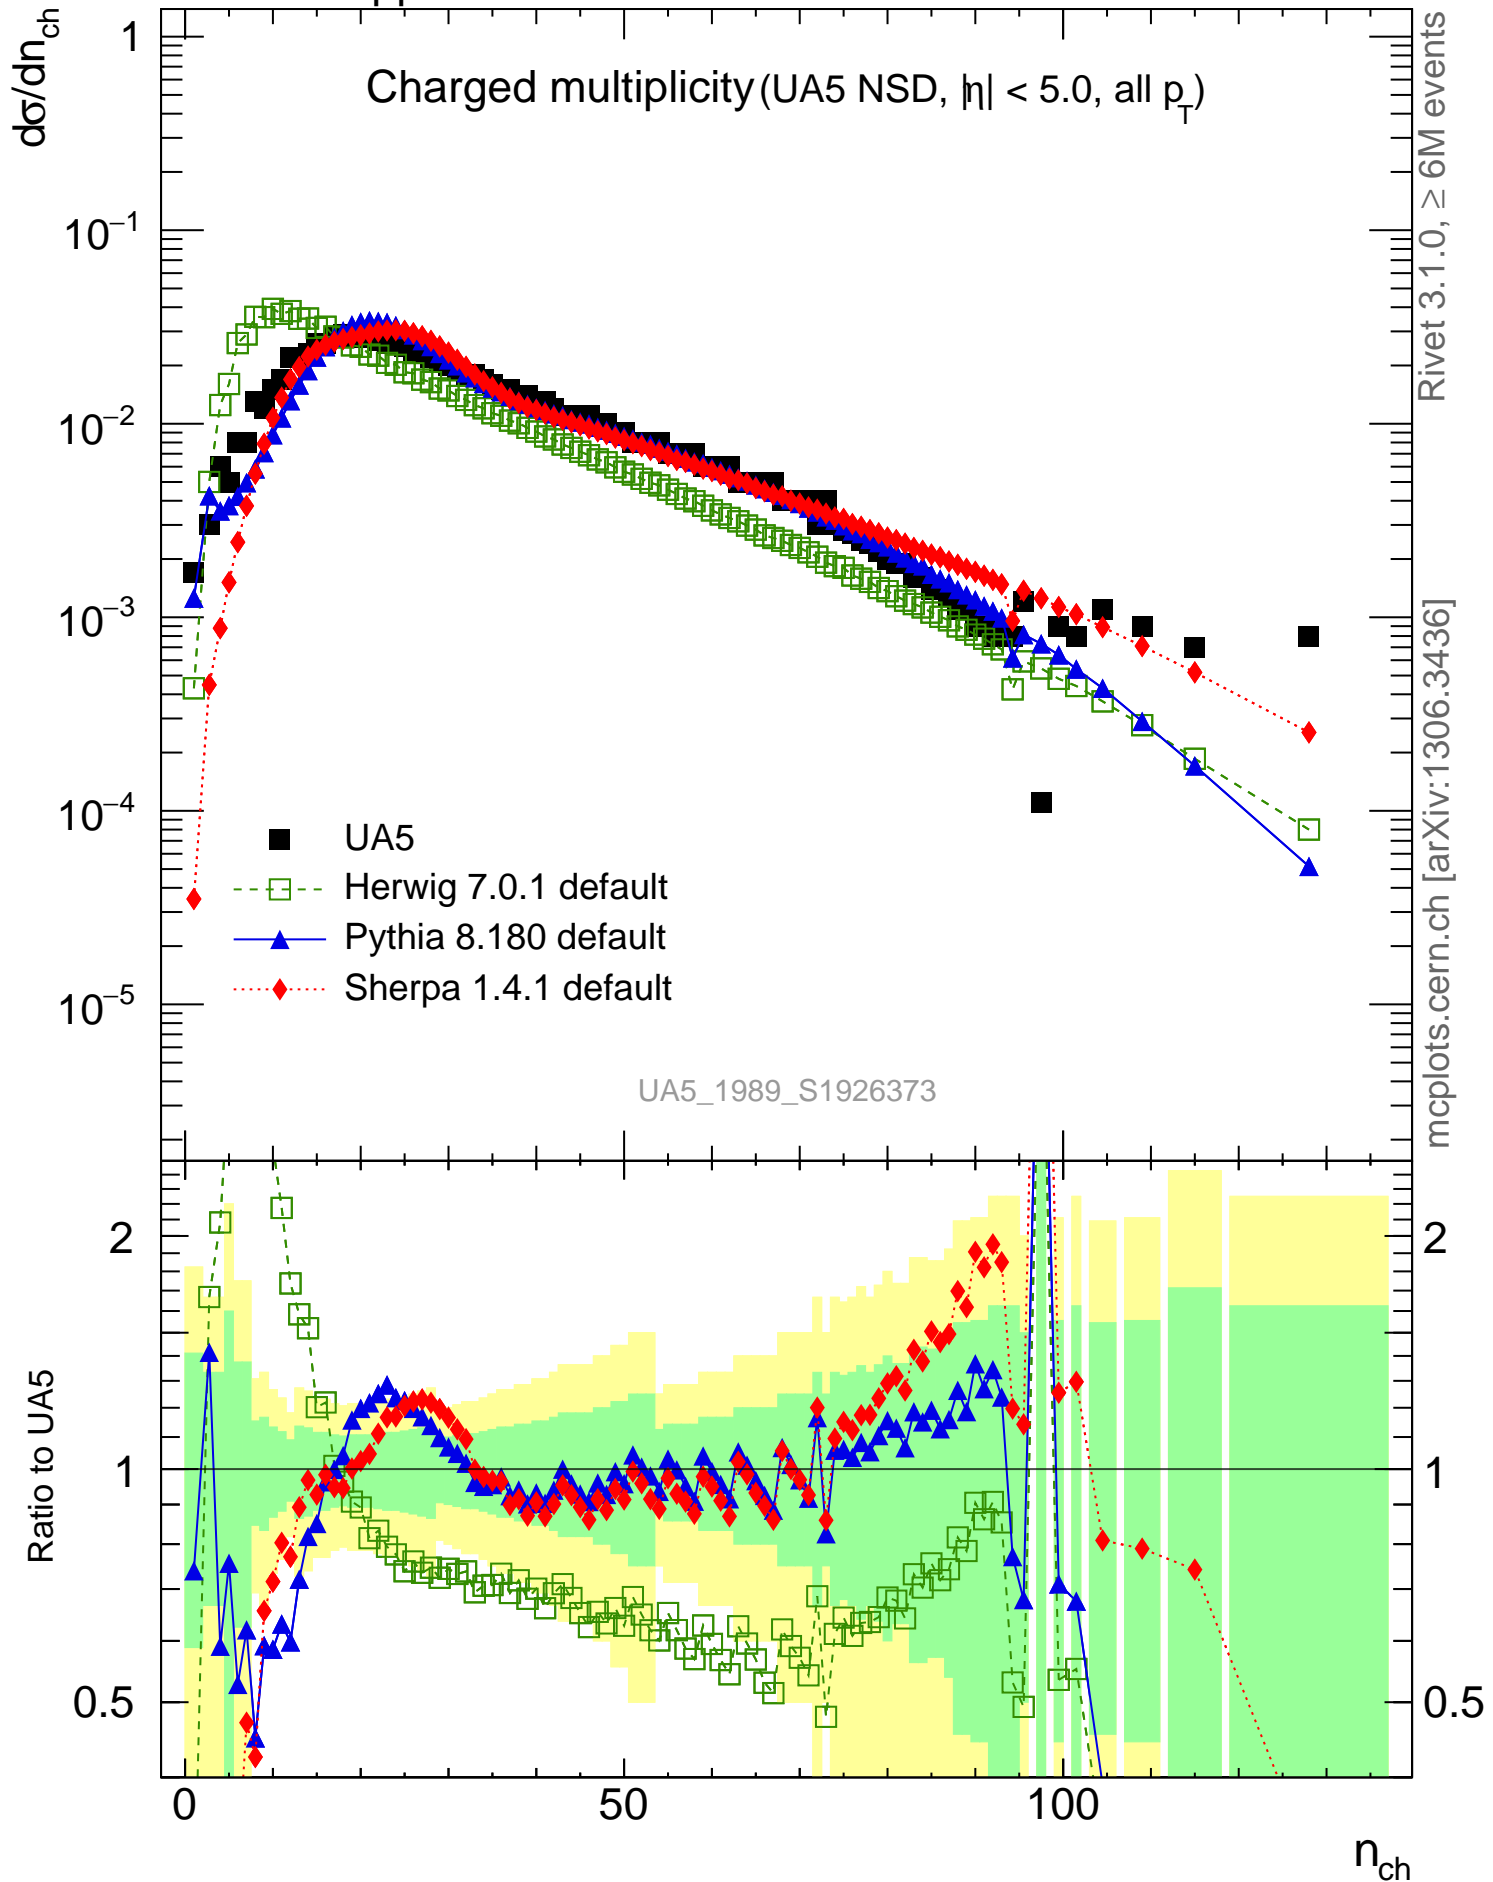 pp
Charged multiplicity (UA5 NSD, |η| < 5.0, all p_T)
dσ/dn_ch
1
10^−1
10^−2
10^−3
10^−4
10^−5
UA5
Herwig 7.0.1 default
Pythia 8.180 default
Sherpa 1.4.1 default
UA5_1989_S1926373
Rivet 3.1.0, ≥ 6M events
mcplots.cern.ch [arXiv:1306.3436]
Ratio to UA5
2
1
0.5
2
1
0.5
0
50
100
n_ch